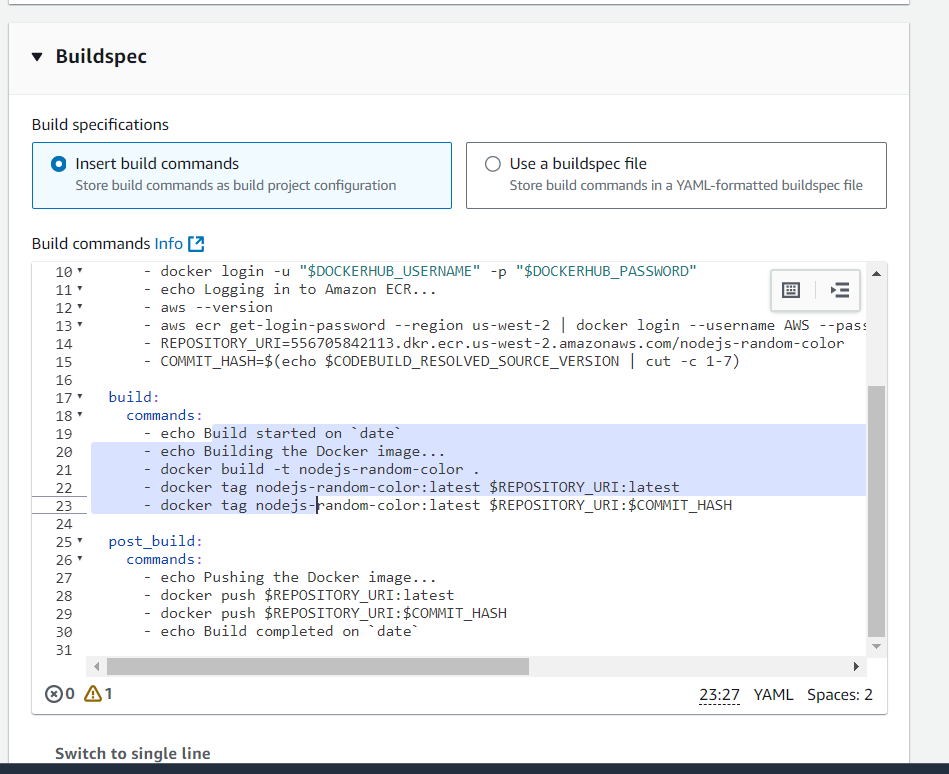 Buildspec
Build specifications
Insert build commands
Store build commands as build project configuration
Use a buildspec file
Store build commands in a YAML-formatted buildspec file
Build commands Info
10 - docker login -u "$DOCKERHUB_USERNAME" -p "$DOCKERHUB_PASSWORD"
11 - echo Logging in to Amazon ECR...
12 - aws --version
13 - aws ecr get-login-password --region us-west-2 | docker login --username AWS --pass
14 - REPOSITORY_URI=556705842113.dkr.ecr.us-west-2.amazonaws.com/nodejs-random-color
15 - COMMIT_HASH=$(echo $CODEBUILD_RESOLVED_SOURCE_VERSION | cut -c 1-7)
16
17 build:
18 commands:
19 - echo Build started on `date`
20 - echo Building the Docker image...
21 - docker build -t nodejs-random-color .
22 - docker tag nodejs-random-color:latest $REPOSITORY_URI:latest
23 - docker tag nodejs-random-color:latest $REPOSITORY_URI:$COMMIT_HASH
24
25 post_build:
26 commands:
27 - echo Pushing the Docker image...
28 - docker push $REPOSITORY_URI:latest
29 - docker push $REPOSITORY_URI:$COMMIT_HASH
30 - echo Build completed on `date`
31
0 1 23:27 YAML Spaces: 2
Switch to single line